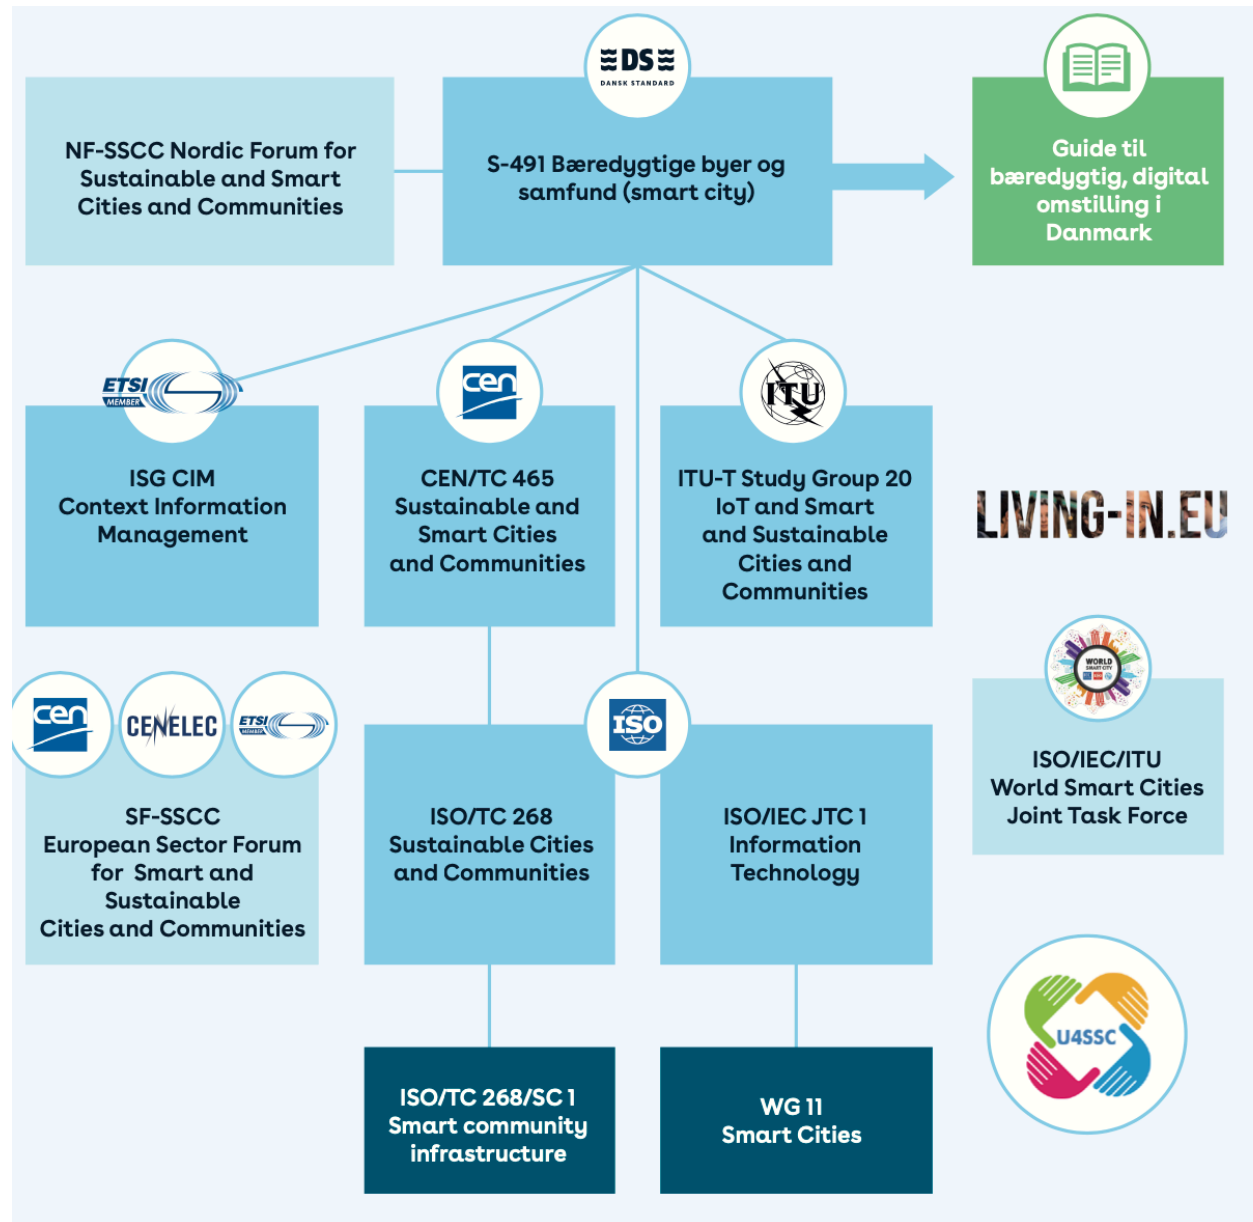 DS
DANSK STANDARD
NF-SSCC Nordic Forum for
Sustainable and Smart
Cities and Communities
S-491 Bæredygtige byer og
samfund (smart city)
Guide til
bæredygtig, digital
omstilling i
Danmark
ETSI
MEMBER
ISG CIM
Context Information
Management
cen
CEN/TC 465
Sustainable and
Smart Cities
and Communities
ITU
ITU-T Study Group 20
IoT and Smart
and Sustainable
Cities and
Communities
LIVING-IN.EU
cen
CENELEC
ETSI
MEMBER
SF-SSCC
European Sector Forum
for Smart and
Sustainable
Cities and Communities
ISO
ISO/TC 268
Sustainable Cities
and Communities
ISO/IEC JTC 1
Information
Technology
WORLD
SMART CITY
ISO/IEC/ITU
World Smart Cities
Joint Task Force
ISO/TC 268/SC 1
Smart community
infrastructure
WG 11
Smart Cities
U4SSC